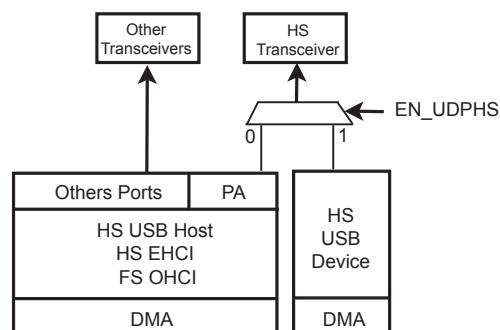 Other
Transceivers
HS
Transceiver
EN_UDPHS
0
1
Others Ports
PA
HS USB Host
HS EHCI
FS OHCI
DMA
HS
USB
Device
DMA